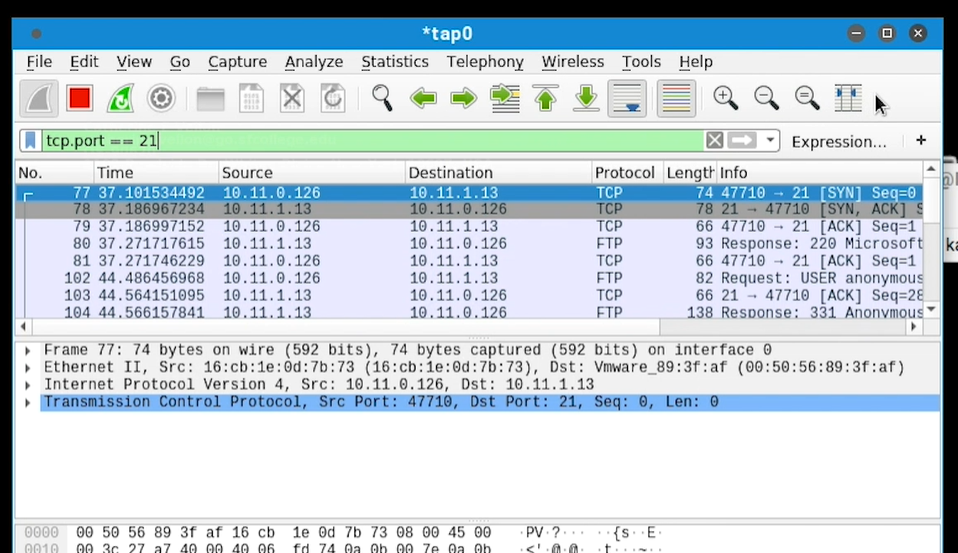 *tap0
File Edit View Go Capture Analyze Statistics Telephony Wireless Tools Help
tcp.port == 21 Expression… +
No. Time Source Destination Protocol Length Info
77 37.101534492 10.11.0.126 10.11.1.13 TCP 74 47710 → 21 [SYN] Seq=0
78 37.186967234 10.11.1.13 10.11.0.126 TCP 78 21 → 47710 [SYN, ACK] S
79 37.186997152 10.11.0.126 10.11.1.13 TCP 66 47710 → 21 [ACK] Seq=1
80 37.271717615 10.11.1.13 10.11.0.126 FTP 93 Response: 220 Microsoft
81 37.271746229 10.11.0.126 10.11.1.13 TCP 66 47710 → 21 [ACK] Seq=1
102 44.486456968 10.11.0.126 10.11.1.13 FTP 82 Request: USER anonymous
103 44.564151095 10.11.1.13 10.11.0.126 TCP 66 21 → 47710 [ACK] Seq=28
104 44.566157841 10.11.1.13 10.11.0.126 FTP 138 Response: 331 Anonymous
Frame 77: 74 bytes on wire (592 bits), 74 bytes captured (592 bits) on interface 0
Ethernet II, Src: 16:cb:1e:0d:7b:73 (16:cb:1e:0d:7b:73), Dst: Vmware_89:3f:af (00:50:56:89:3f:af)
Internet Protocol Version 4, Src: 10.11.0.126, Dst: 10.11.1.13
Transmission Control Protocol, Src Port: 47710, Dst Port: 21, Seq: 0, Len: 0
0000 00 50 56 89 3f af 16 cb 1e 0d 7b 73 08 00 45 00 ·PV·?··· ··{s··E·
0010 00 3c 27 a7 40 00 40 06 fd 74 0a 0b 00 7e 0a 0b ·<'·@·@· ·t···~··